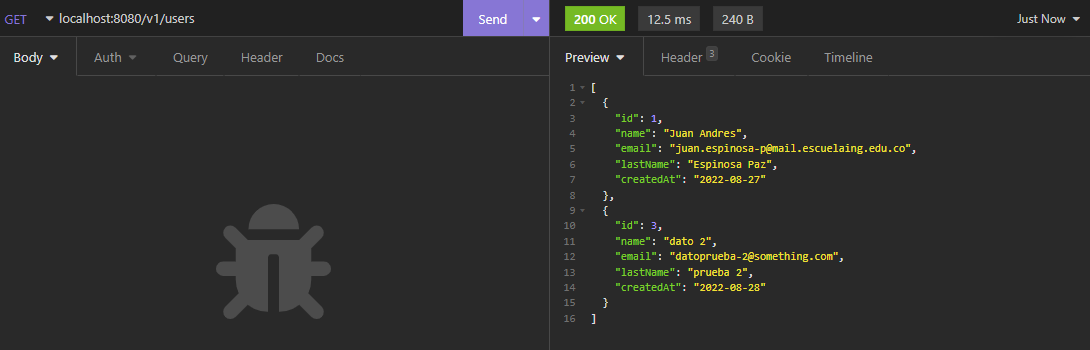 GET localhost:8080/v1/users Send 200 OK 12.5 ms 240 B Just Now
Body Auth Query Header Docs Preview Header 3 Cookie Timeline
1 [
2 {
3 "id": 1,
4 "name": "Juan Andres",
5 "email": "juan.espinosa-p@mail.escuelaing.edu.co",
6 "lastName": "Espinosa Paz",
7 "createdAt": "2022-08-27"
8 },
9 {
10 "id": 3,
11 "name": "dato 2",
12 "email": "datoprueba-2@something.com",
13 "lastName": "prueba 2",
14 "createdAt": "2022-08-28"
15 }
16 ]